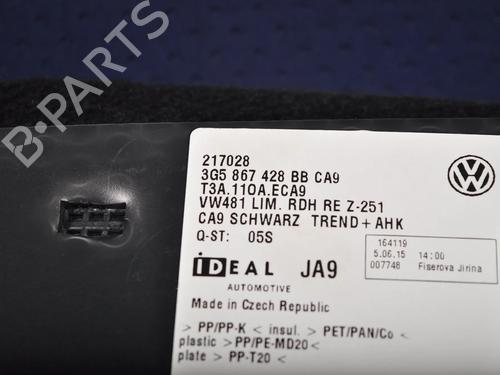 B-PARTS
217028
3G5 867 428 BB CA9
T3A.110A.ECA9
VW481 LIM. RDH RE Z-251
CA9 SCHWARZ TREND+AHK
Q-ST: 05S
164119
5.06.15 14:00
007748 Fiserova Jirina
iDEAL JA9
AUTOMOTIVE
Made in Czech Republic
> PP/PP-K < insul. > PET/PAN/Co <
plastic > PP/PE-MD20 <
plate > PP-T20 <